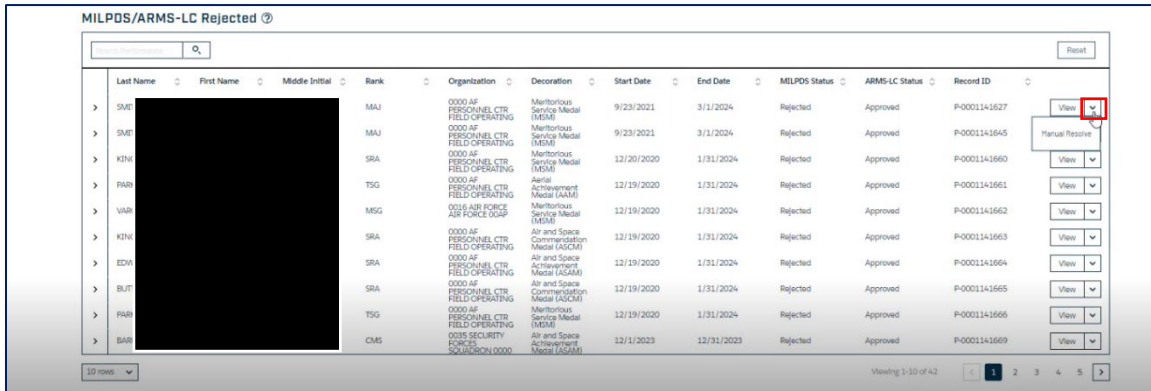 MILPDS/ARMS-LC Rejected ?
Reset
Last Name First Name Middle Initial Rank Organization Decoration Start Date End Date MILPDS Status ARMS-LC Status Record ID
SMIT MAJ 0000 AF PERSONNEL CTR FIELD OPERATING Meritorious Service Medal (MSM) 9/23/2021 3/1/2024 Rejected Approved P-0001141627 View
SMIT MAJ 0000 AF PERSONNEL CTR FIELD OPERATING Meritorious Service Medal (MSM) 9/23/2021 3/1/2024 Rejected Approved P-0001141645 Manual Resolve
KING SRA 0000 AF PERSONNEL CTR FIELD OPERATING Meritorious Service Medal (MSM) 12/20/2020 1/31/2024 Rejected Approved P-0001141660 View
PARK TSG 0000 AF PERSONNEL CTR FIELD OPERATING Aerial Achievement Medal (AAM) 12/19/2020 1/31/2024 Rejected Approved P-0001141661 View
VAR MSG 0016 AIR FORCE AIR FORCE 00AP Meritorious Service Medal (MSM) 12/19/2020 1/31/2024 Rejected Approved P-0001141662 View
KING SRA 0000 AF PERSONNEL CTR FIELD OPERATING Air and Space Commendation Medal (ASCM) 12/19/2020 1/31/2024 Rejected Approved P-0001141663 View
EDW SRA 0000 AF PERSONNEL CTR FIELD OPERATING Air and Space Achievement Medal (ASAM) 12/19/2020 1/31/2024 Rejected Approved P-0001141664 View
BUT SRA 0000 AF PERSONNEL CTR FIELD OPERATING Air and Space Commendation Medal (ASCM) 12/19/2020 1/31/2024 Rejected Approved P-0001141665 View
PARK TSG 0000 AF PERSONNEL CTR FIELD OPERATING Meritorious Service Medal (MSM) 12/19/2020 1/31/2024 Rejected Approved P-0001141666 View
BAR CMS 0035 SECURITY FORCES SQUADRON 0000 Air and Space Achievement Medal (ASAM) 12/1/2023 12/31/2023 Rejected Approved P-0001141669 View
10 rows Viewing 1-10 of 42 < 1 2 3 4 5 >